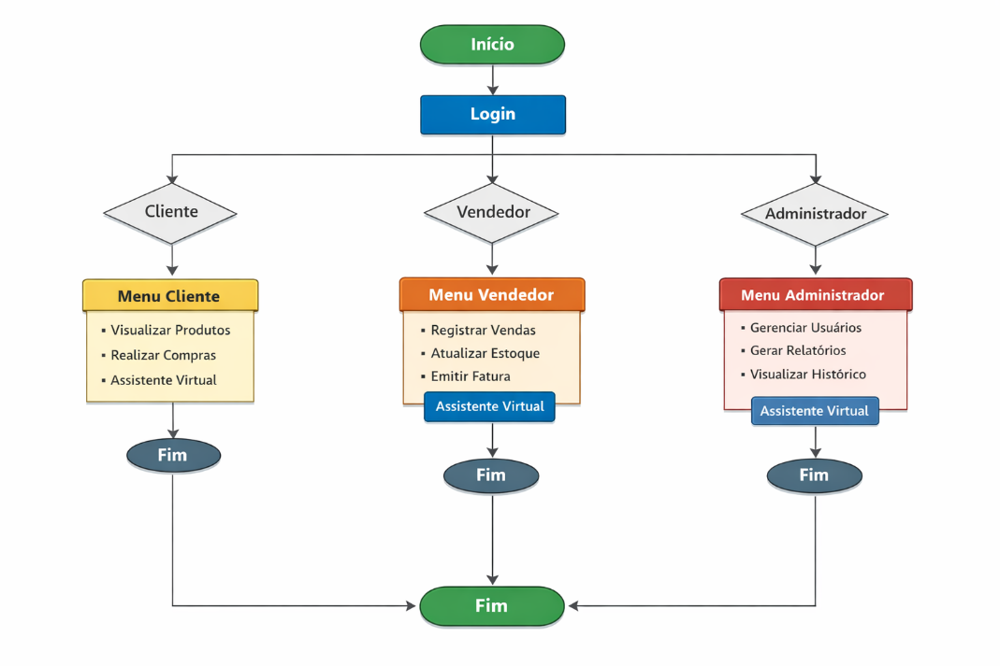 Início
Login
Cliente
Vendedor
Administrador
Menu Cliente
▪ Visualizar Produtos
▪ Realizar Compras
▪ Assistente Virtual
Fim
Menu Vendedor
▪ Registrar Vendas
▪ Atualizar Estoque
▪ Emitir Fatura
Assistente Virtual
Fim
Menu Administrador
▪ Gerenciar Usuários
▪ Gerar Relatórios
▪ Visualizar Histórico
Assistente Virtual
Fim
Fim